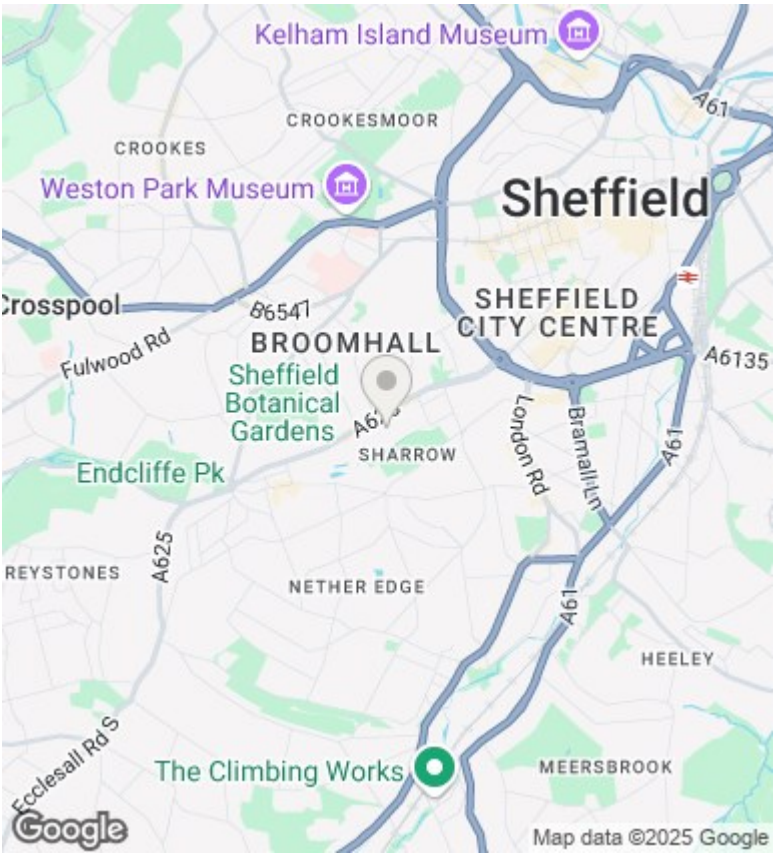 Kelham Island Museum
A61
CROOKESMOOR
CROOKES
Weston Park Museum
Sheffield
Crosspool
B6547
SHEFFIELD
CITY CENTRE
BROOMHALL
Fulwood Rd
A6135
Sheffield
Botanical
Gardens
London Rd
Bramall Ln
A61
SHARROW
Endcliffe Pk
A625
REYSTONES
NETHER EDGE
A61
HEELEY
Ecclesall Rd S
The Climbing Works
MEERSBROOK
Google
Map data ©2025 Google